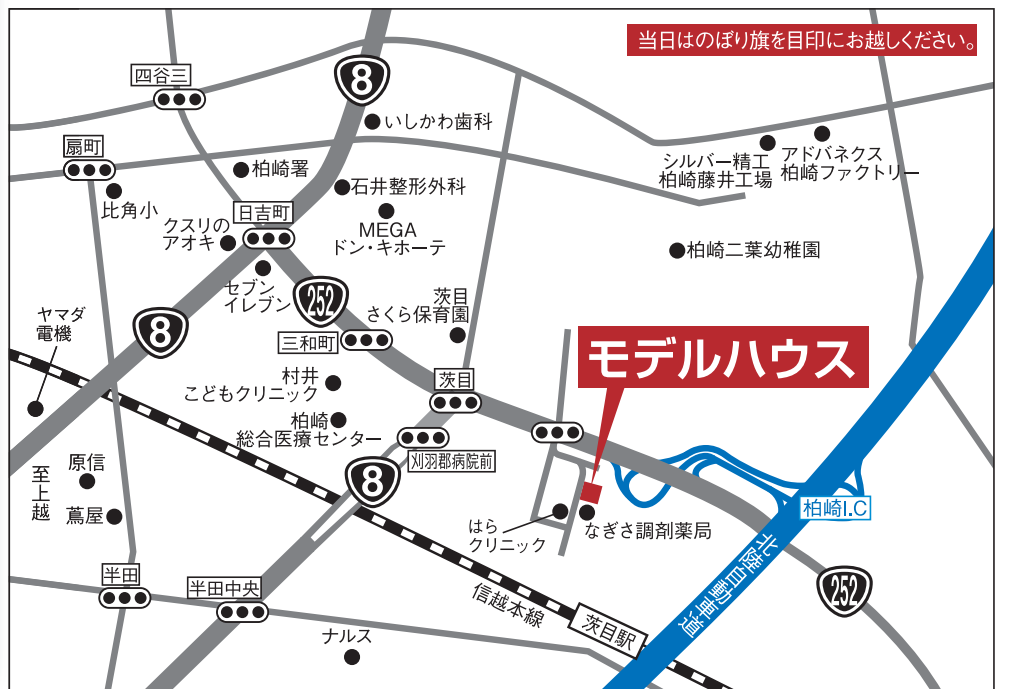 当日はのぼり旗を目印にお越しください。
四谷三
8
いしかわ歯科
扇町
柏崎署
シルバー精工
柏崎藤井工場
アドバネクス
柏崎ファクトリー
石井整形外科
比角小
日吉町
クスリの
アオキ
MEGA
ドン・キホーテ
柏崎二葉幼稚園
セブン
イレブン
252
茨目
さくら保育園
ヤマダ
電機
8
三和町
モデルハウス
村井
こどもクリニック
茨目
柏崎
総合医療センター
刈羽郡病院前
至上越
原信
8
蔦屋
柏崎I.C
はら
クリニック
なぎさ調剤薬局
北陸自動車道
半田
半田中央
信越本線
252
茨目駅
ナルス